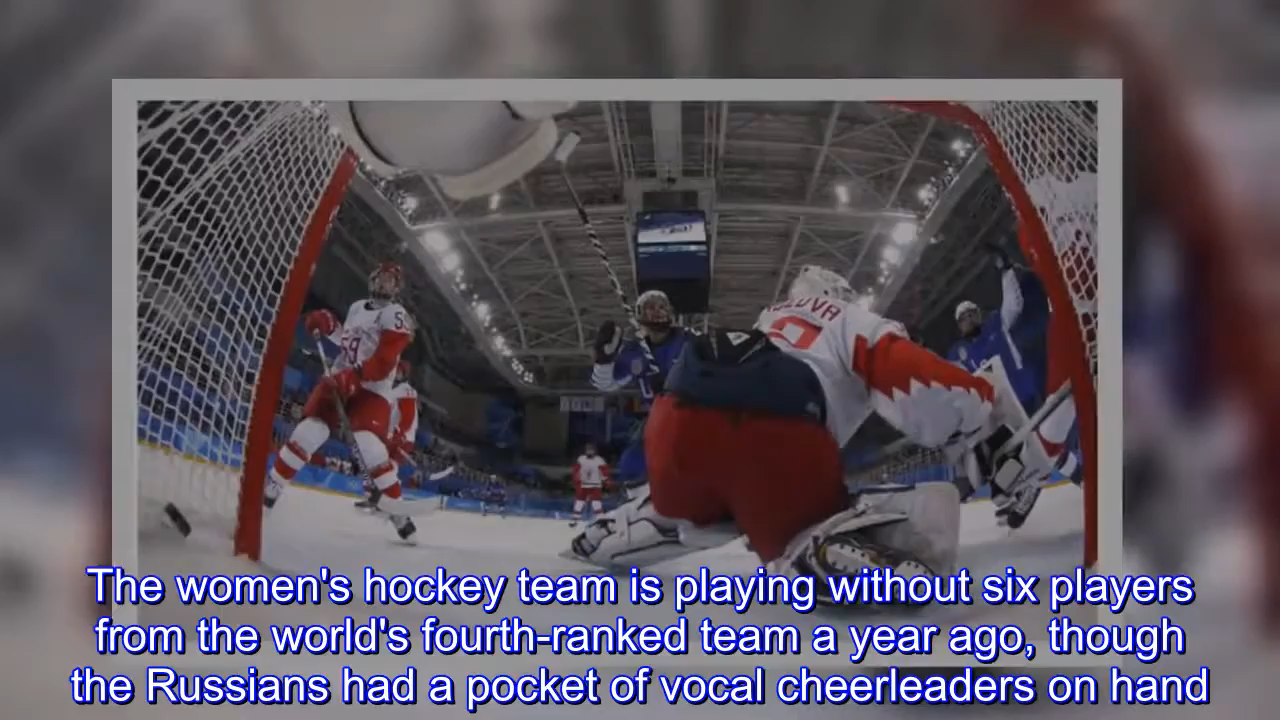 59
The women's hockey team is playing without six players
from the world's fourth-ranked team a year ago, though
the Russians had a pocket of vocal cheerleaders on hand